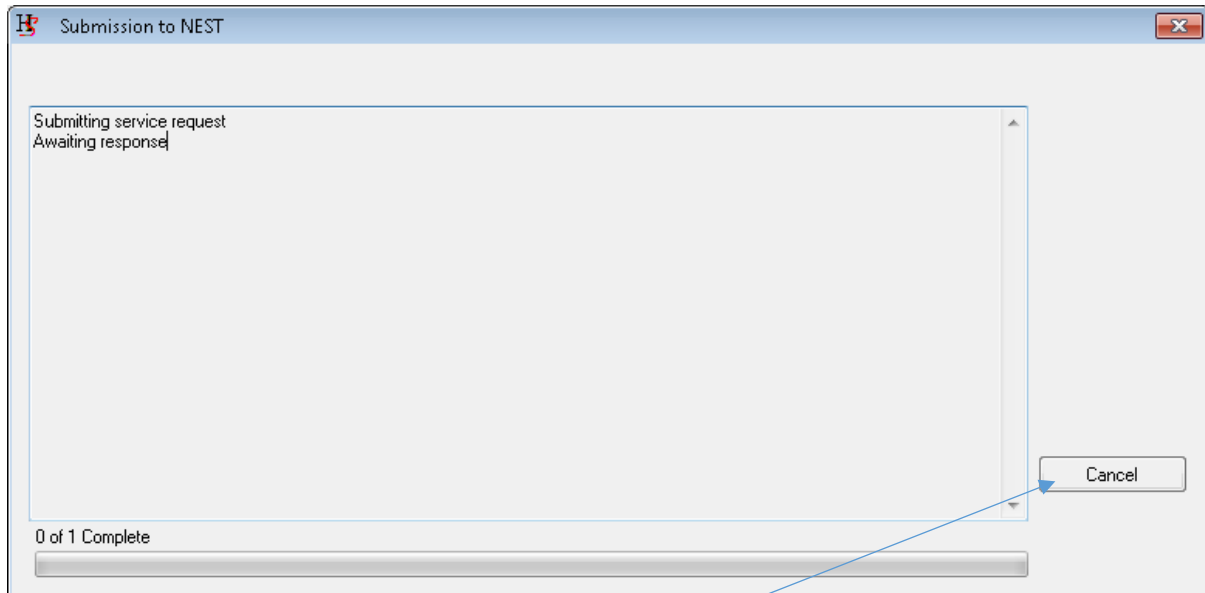 Submission to NEST
Submitting service request
Awaiting response
Cancel
0 of 1 Complete